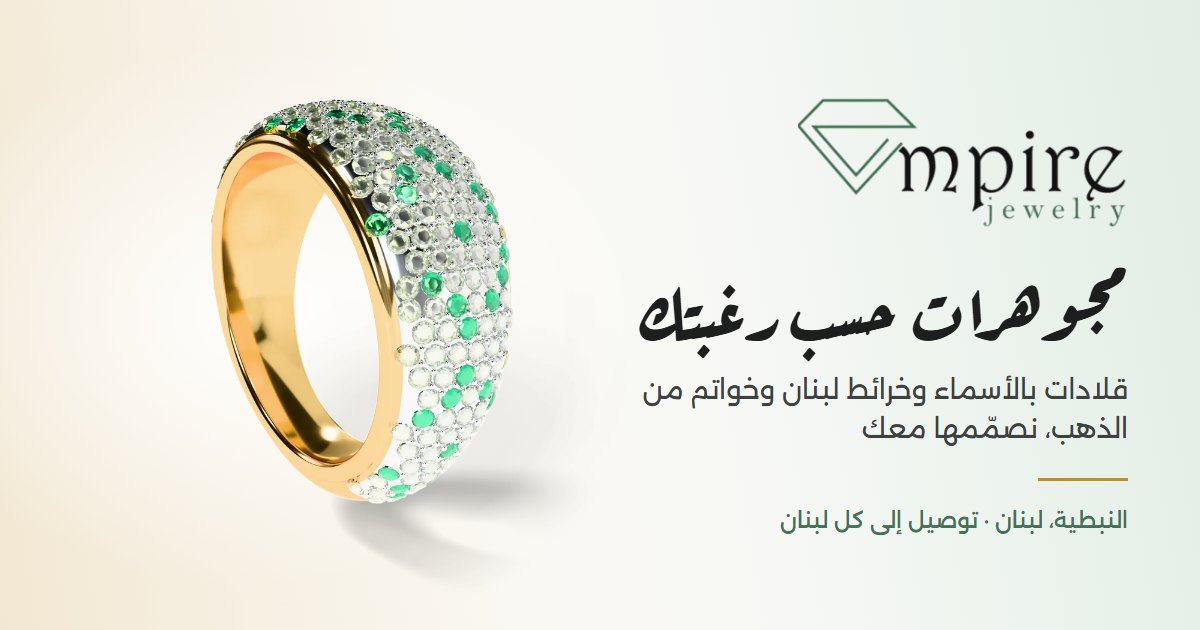 Empire
jewelry
مجوهرات حسب رغبتك
قلادات بالأسماء وخرائط لبنان وخواتم من
الذهب، نصمّمها معك
النبطية، لبنان · توصيل إلى كل لبنان